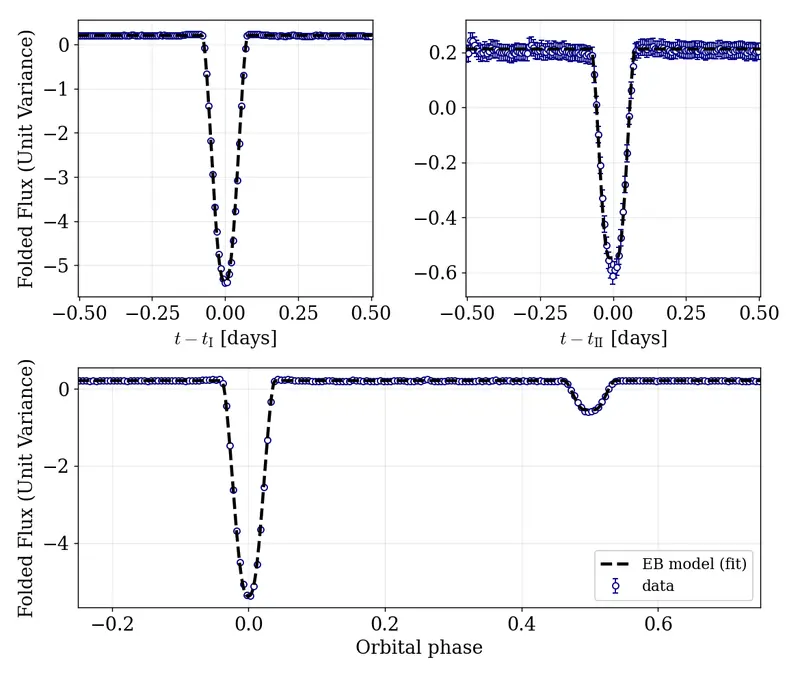 Folded Flux (Unit Variance)
0
−1
−2
−3
−4
−5
−0.50 −0.25 0.00 0.25 0.50
t − tI [days]
0.2
0.0
−0.2
−0.4
−0.6
−0.50 −0.25 0.00 0.25 0.50
t − tII [days]
Folded Flux (Unit Variance)
0
−2
−4
EB model (fit)
data
−0.2 0.0 0.2 0.4 0.6
Orbital phase